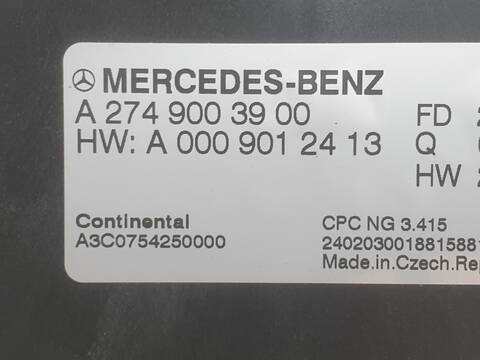 MERCEDES-BENZ
A 274 900 39 00 FD
HW: A 000 901 24 13 Q
HW
Continental CPC NG 3.415
A3C0754250000 2402030018815881
Made.in.Czech.Rep